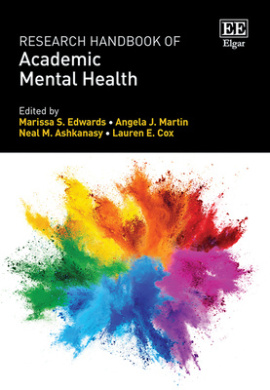 RESEARCH HANDBOOK OF
Academic
Mental Health
EE
Elgar
Edited by
Marissa S. Edwards • Angela J. Martin
Neal M. Ashkanasy • Lauren E. Cox